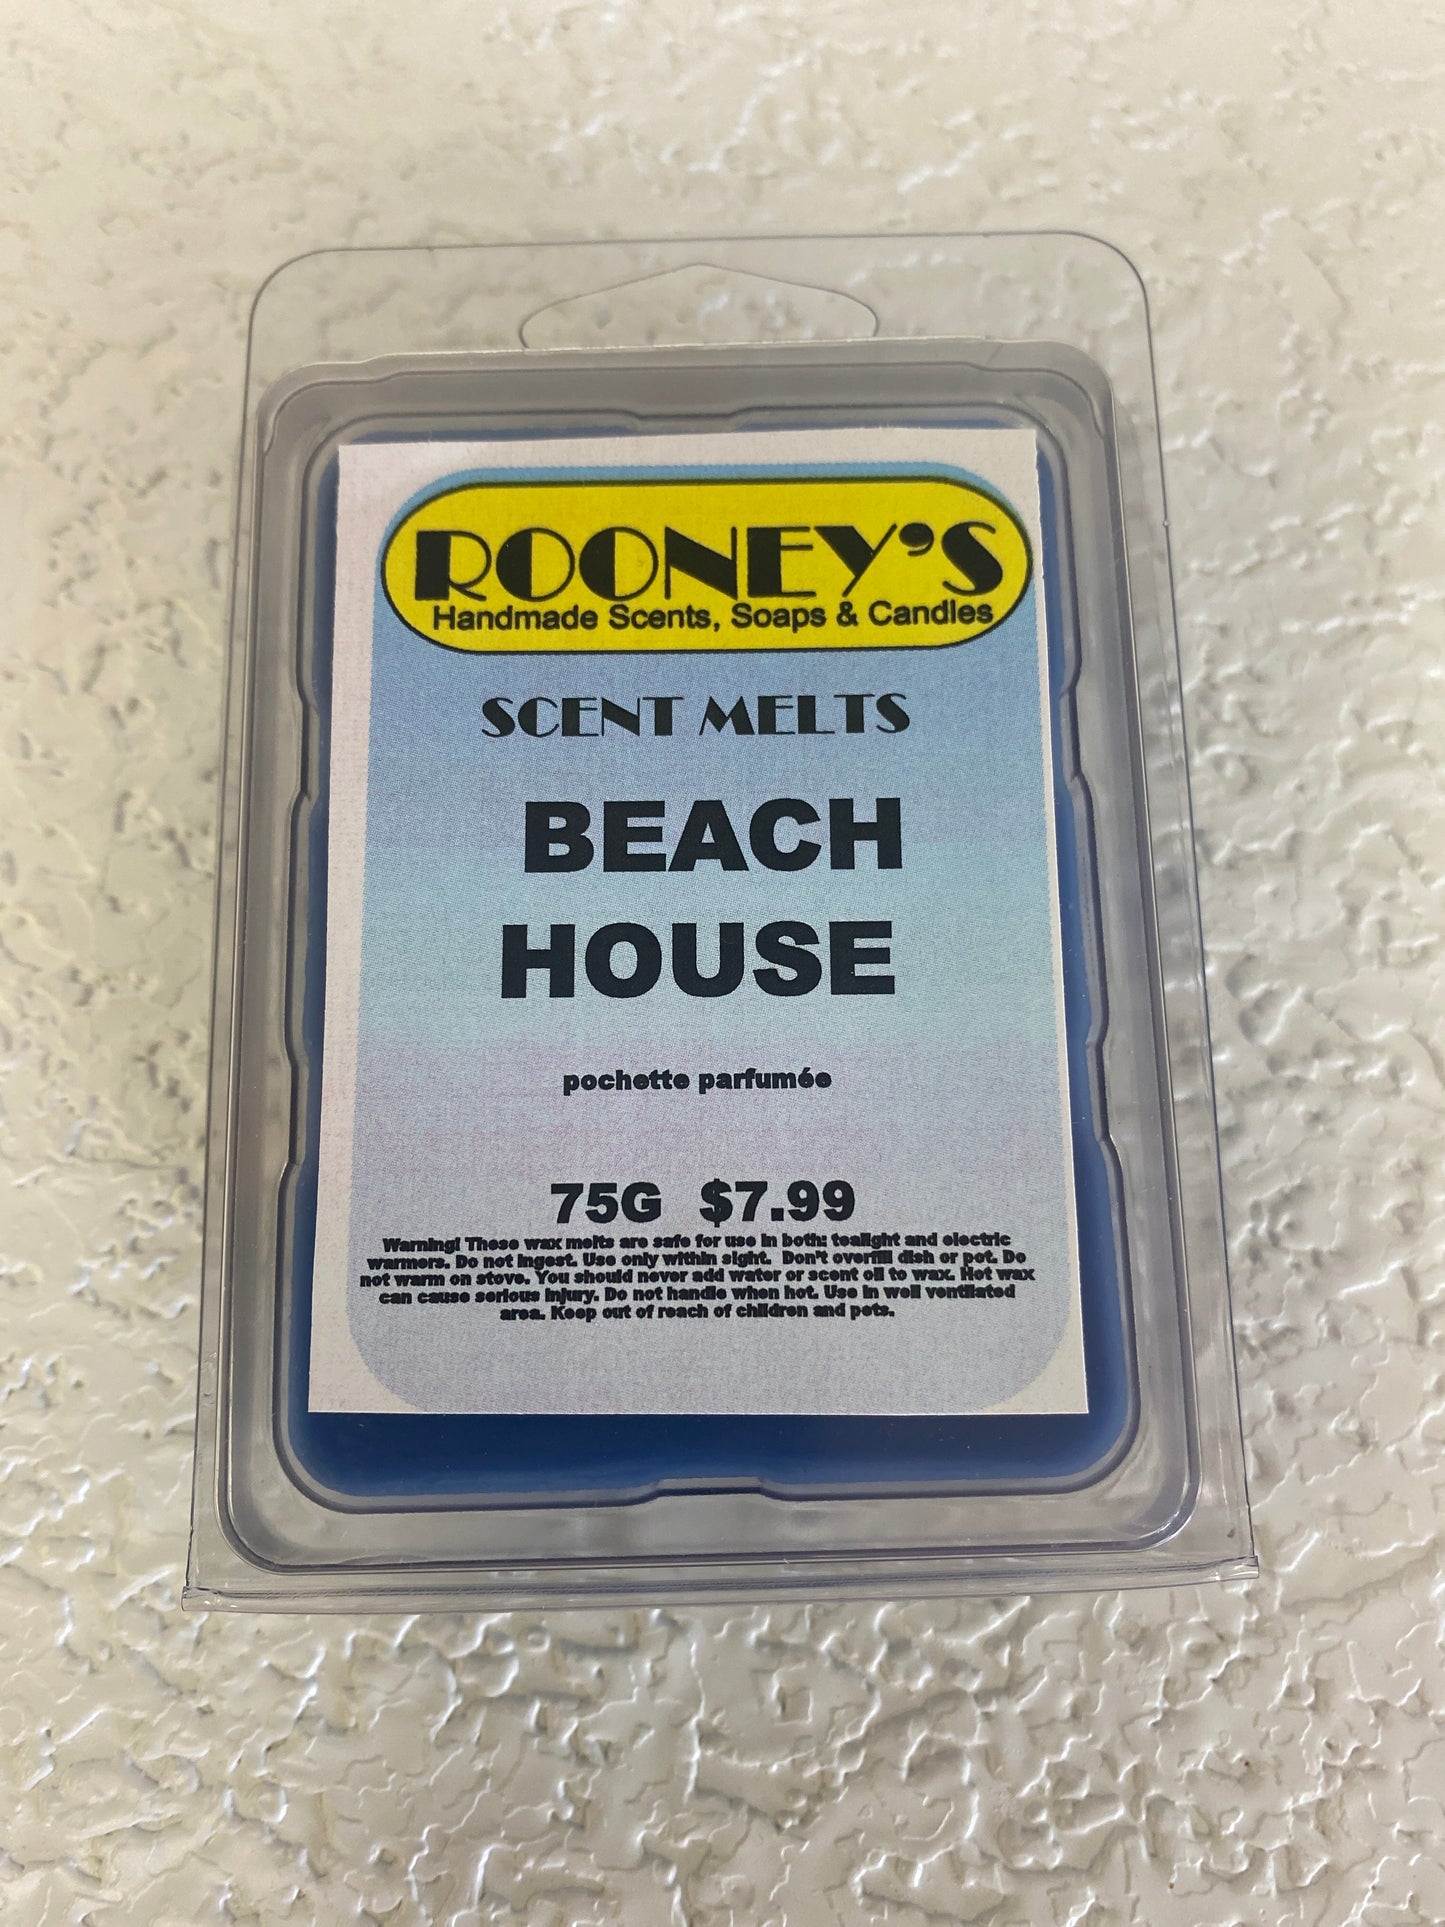 ROONEY'S
Handmade Scents, Soaps & Candles
SCENT MELTS
BEACH
HOUSE
pochette parfumée
75G $7.99
Warning! These wax melts are safe for use in both: tealight and electric
warmers. Do not ingest. Use only within sight. Don't overfill dish or pot. Do
not warm on stove. You should never add water or scent oil to wax. Hot wax
can cause serious injury. Do not handle when hot. Use in well ventilated
area. Keep out of reach of children and pets.